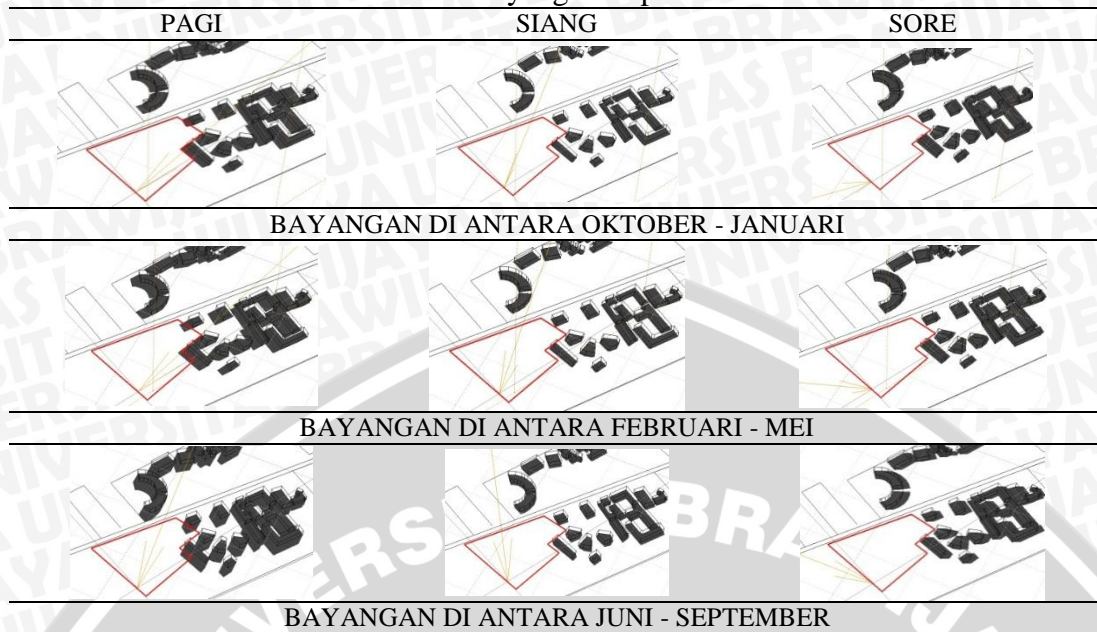 PAGI SIANG SORE
BAYANGAN DI ANTARA OKTOBER - JANUARI
BAYANGAN DI ANTARA FEBRUARI - MEI
BAYANGAN DI ANTARA JUNI - SEPTEMBER